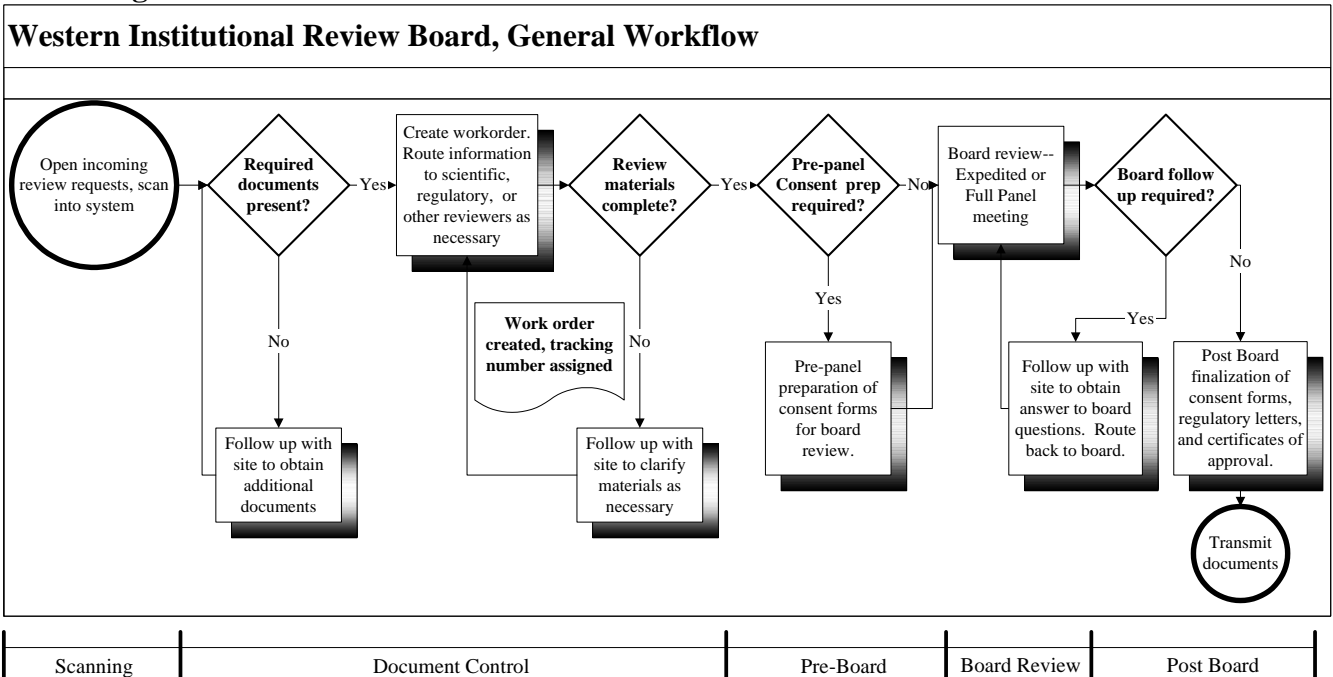 Western Institutional Review Board, General Workflow
Open incoming
review requests, scan
into system
Required
documents
present?
Yes
Create workorder.
Route information
to scientific,
regulatory, or
other reviewers as
necessary
Review
materials
complete?
Yes
Pre-panel
Consent prep
required?
No
Board review--
Expedited or
Full Panel
meeting
Board follow
up required?
No
Yes
Yes
No
Work order
created, tracking
number assigned
No
Pre-panel
preparation of
consent forms
for board
review.
Follow up with
site to obtain
answer to board
questions. Route
back to board.
Post Board
finalization of
consent forms,
regulatory letters,
and certificates of
approval.
Follow up with
site to obtain
additional
documents
Follow up with
site to clarify
materials as
necessary
Transmit
documents
Scanning
Document Control
Pre-Board
Board Review
Post Board